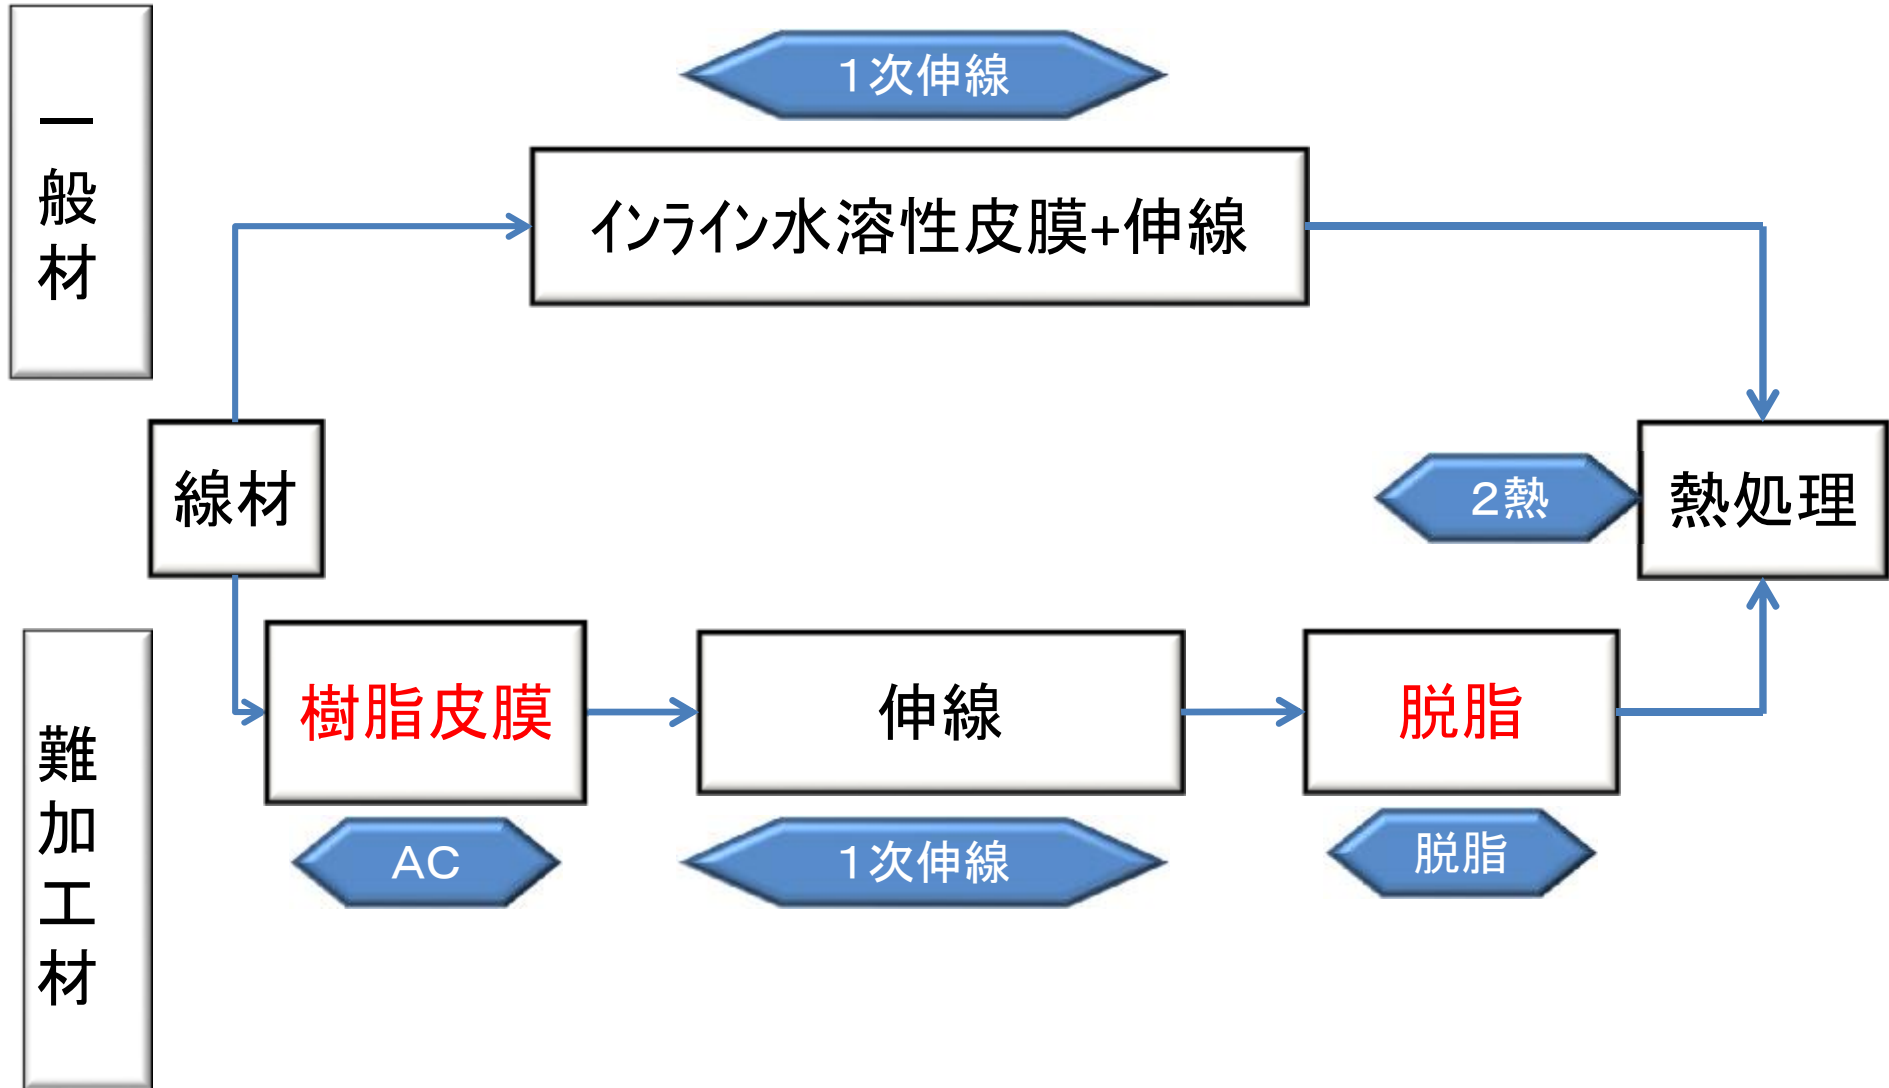 一般材
１次伸線
インライン水溶性皮膜+伸線
線材
２熱
熱処理
難加工材
樹脂皮膜
伸線
脱脂
AC
１次伸線
脱脂